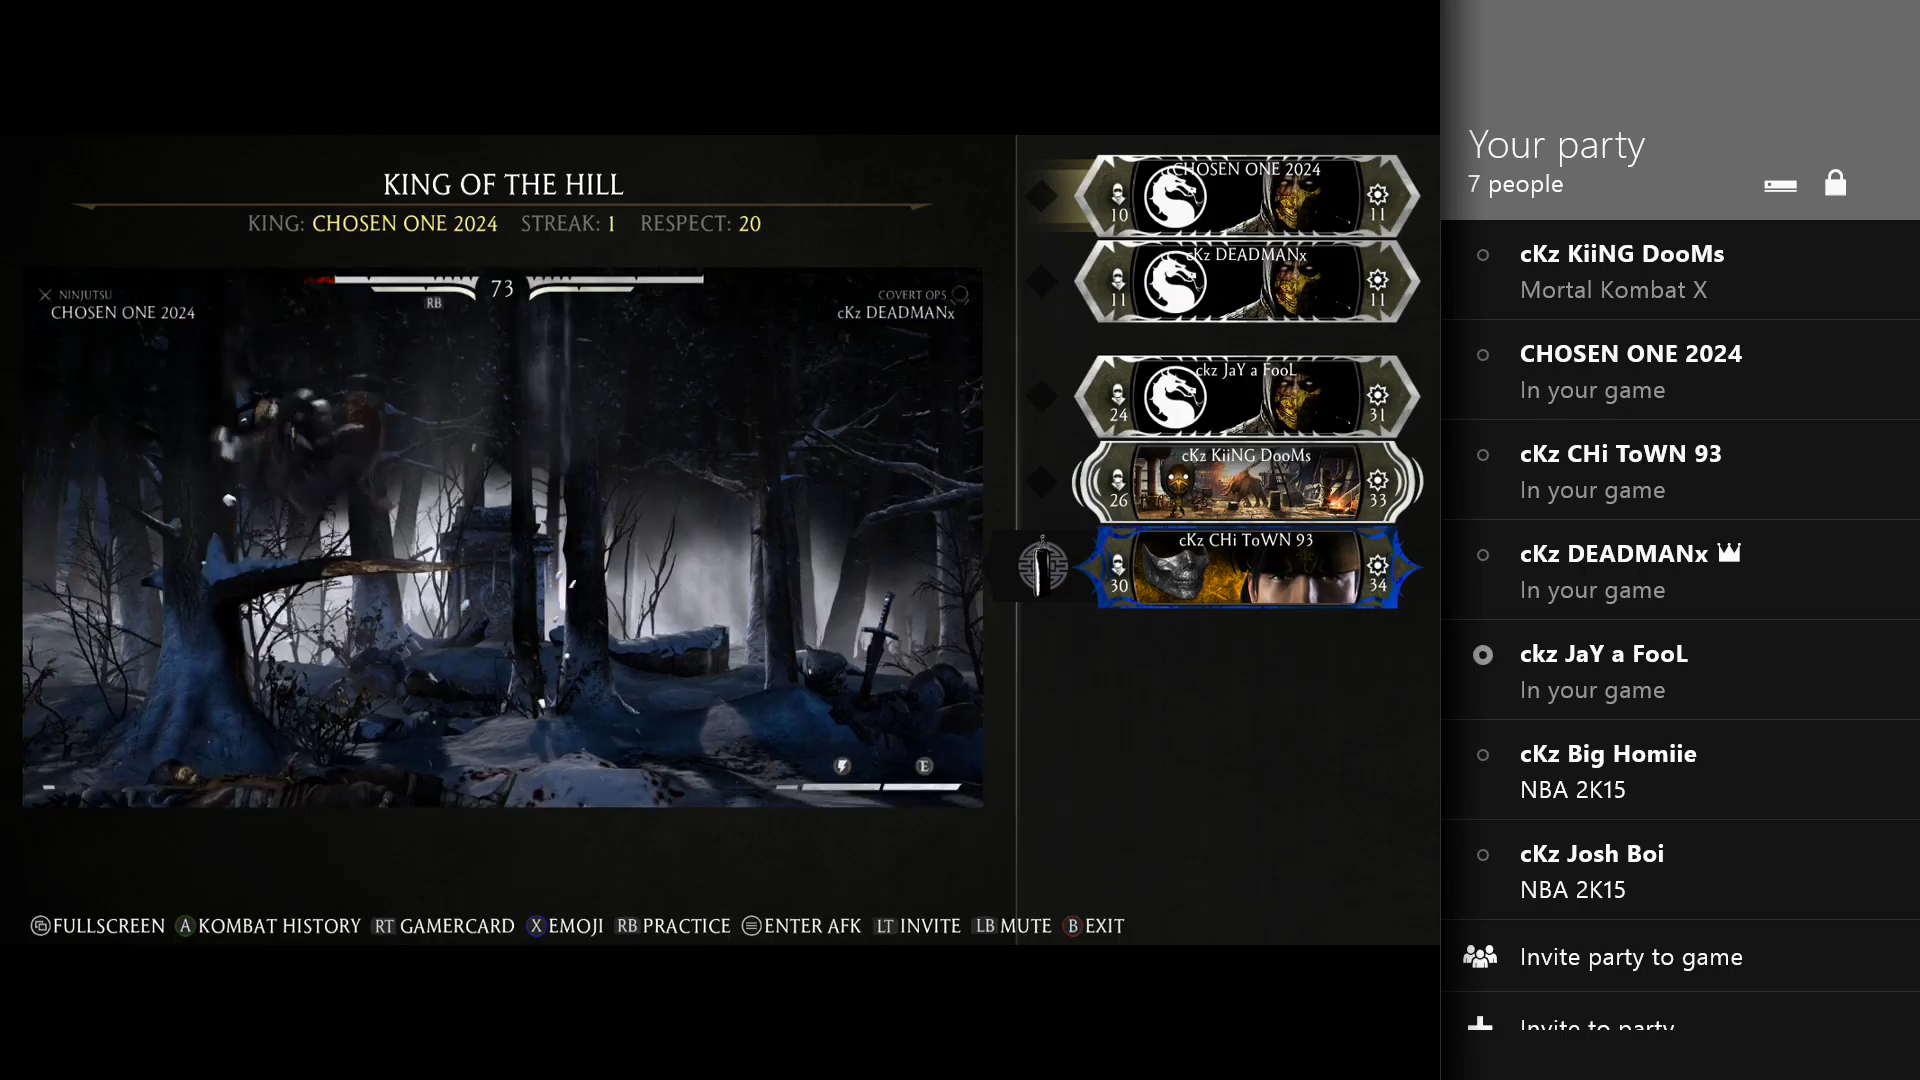 KING OF THE HILL
KING: CHOSEN ONE 2024 STREAK: 1 RESPECT: 20
73
RB
NINJUTSU
CHOSEN ONE 2024
COVERT OPS
cKz DEADMANx
E
CHOSEN ONE 2024
10 11
cKz DEADMANx
11 11
ckz JaY a FooL
24 31
cKz KiiNG DooMs
26 33
cKz CHi ToWN 93
30 34
FULLSCREEN A KOMBAT HISTORY RT GAMERCARD X EMOJI RB PRACTICE ENTER AFK LT INVITE LB MUTE B EXIT
Your party
7 people
cKz KiiNG DooMs
Mortal Kombat X
CHOSEN ONE 2024
In your game
cKz CHi ToWN 93
In your game
cKz DEADMANx
In your game
ckz JaY a FooL
In your game
cKz Big Homiie
NBA 2K15
cKz Josh Boi
NBA 2K15
Invite party to game
Invite to party